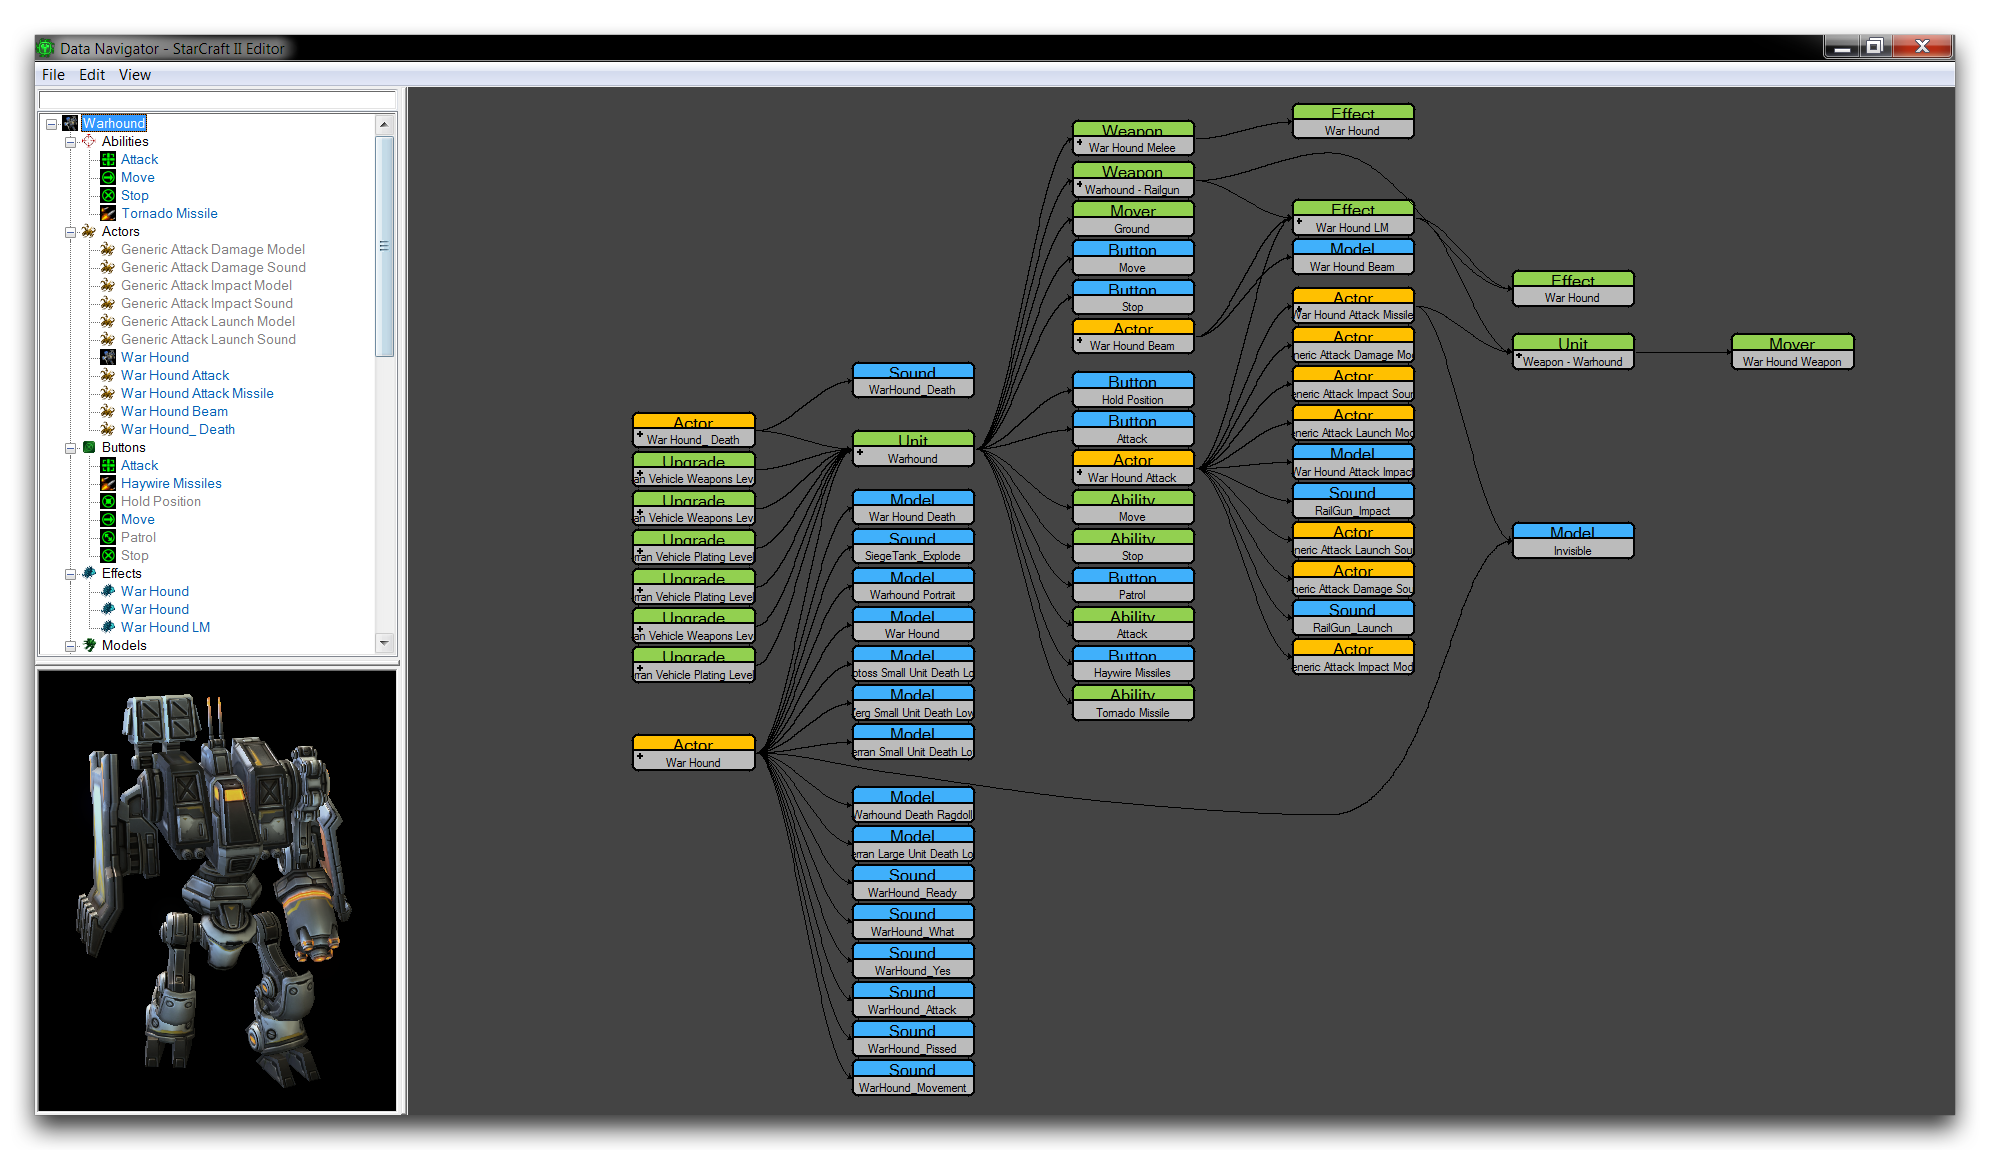 Data Navigator - StarCraft II Editor
File Edit View
Warhound
Abilities
Attack
Move
Stop
Tornado Missile
Actors
Generic Attack Damage Model
Generic Attack Damage Sound
Generic Attack Impact Model
Generic Attack Impact Sound
Generic Attack Launch Model
Generic Attack Launch Sound
War Hound
War Hound Attack
War Hound Attack Missile
War Hound Beam
War Hound_ Death
Buttons
Attack
Haywire Missiles
Hold Position
Move
Patrol
Stop
Effects
War Hound
War Hound
War Hound LM
Models
Actor
War Hound_ Death
Upgrade
an Vehicle Weapons Lev
Upgrade
an Vehicle Weapons Lev
Upgrade
rran Vehicle Plating Level
Upgrade
rran Vehicle Plating Level
Upgrade
an Vehicle Weapons Lev
Upgrade
rran Vehicle Plating Level
Actor
War Hound
Sound
WarHound_Death
Unit
Warhound
Model
War Hound Death
Sound
SiegeTank_Explode
Model
Warhound Portrait
Model
War Hound
Model
otoss Small Unit Death Lo
Model
Zerg Small Unit Death Low
Model
erran Small Unit Death Lo
Model
Warhound Death Ragdoll
Model
erran Large Unit Death Lo
Sound
WarHound_Ready
Sound
WarHound_What
Sound
WarHound_Yes
Sound
WarHound_Attack
Sound
WarHound_Pissed
Sound
WarHound_Movement
Weapon
War Hound Melee
Weapon
Warhound - Railgun
Mover
Ground
Button
Move
Button
Stop
Actor
War Hound Beam
Button
Hold Position
Button
Attack
Actor
War Hound Attack
Ability
Move
Ability
Stop
Button
Patrol
Ability
Attack
Button
Haywire Missiles
Ability
Tornado Missile
Effect
War Hound
Effect
War Hound LM
Model
War Hound Beam
Actor
War Hound Attack Missile
Actor
neric Attack Damage Mod
Actor
eneric Attack Impact Soun
Actor
eneric Attack Launch Mod
Model
War Hound Attack Impact
Sound
RailGun_Impact
Actor
neric Attack Launch Sou
Actor
neric Attack Damage Sou
Sound
RailGun_Launch
Actor
eneric Attack Impact Mod
Effect
War Hound
Unit
Weapon - Warhound
Model
Invisible
Mover
War Hound Weapon